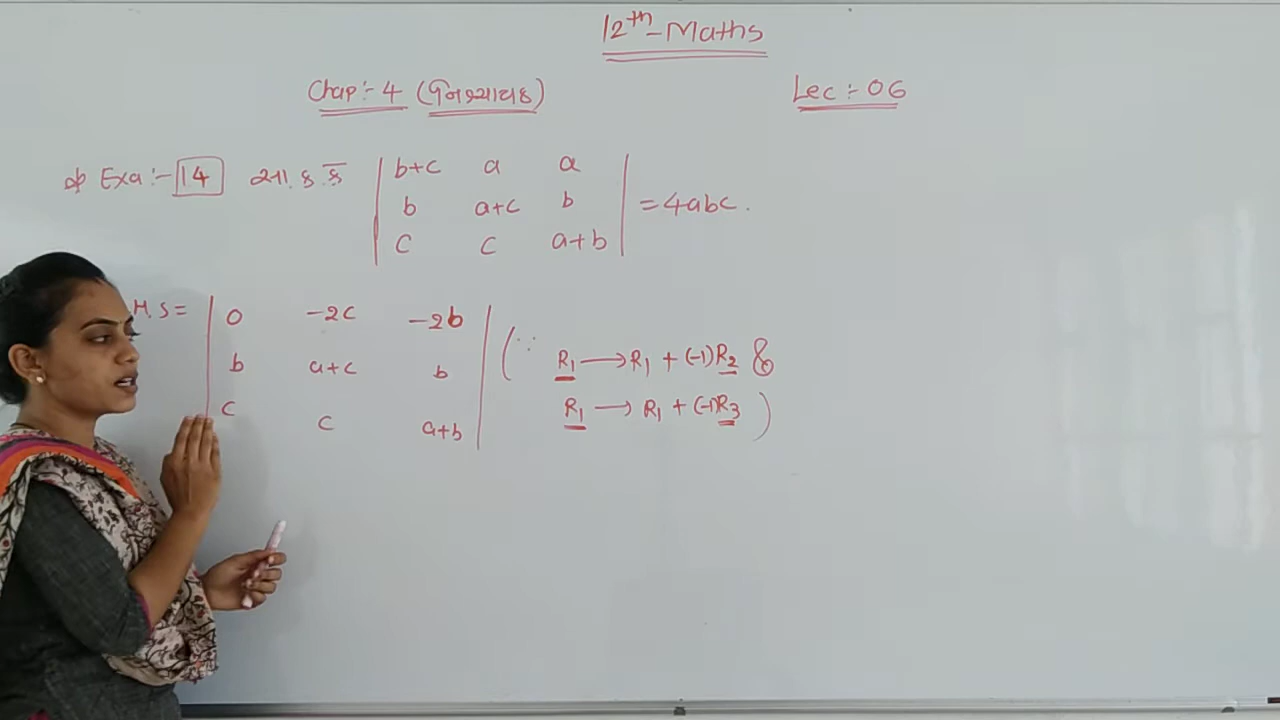 12th - Maths
Chap:- 4 (નિશ્ચાયક)
Lec :- 06
Exa :- 14 સા. ક. કે | b+c a a |
| b a+c b | = 4abc.
| c c a+b |
H.S = | 0 -2c -2b |
| b a+c b | ( ∵ R1 → R1 + (-1)R2 &
| c c a+b | R1 → R1 + (-1)R3 )